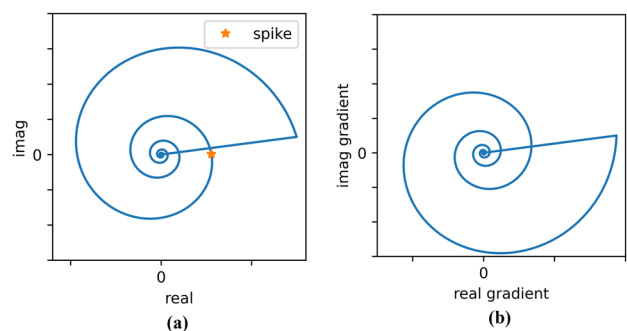 spike
imag
0
0
real
(a)
imag gradient
0
0
real gradient
(b)